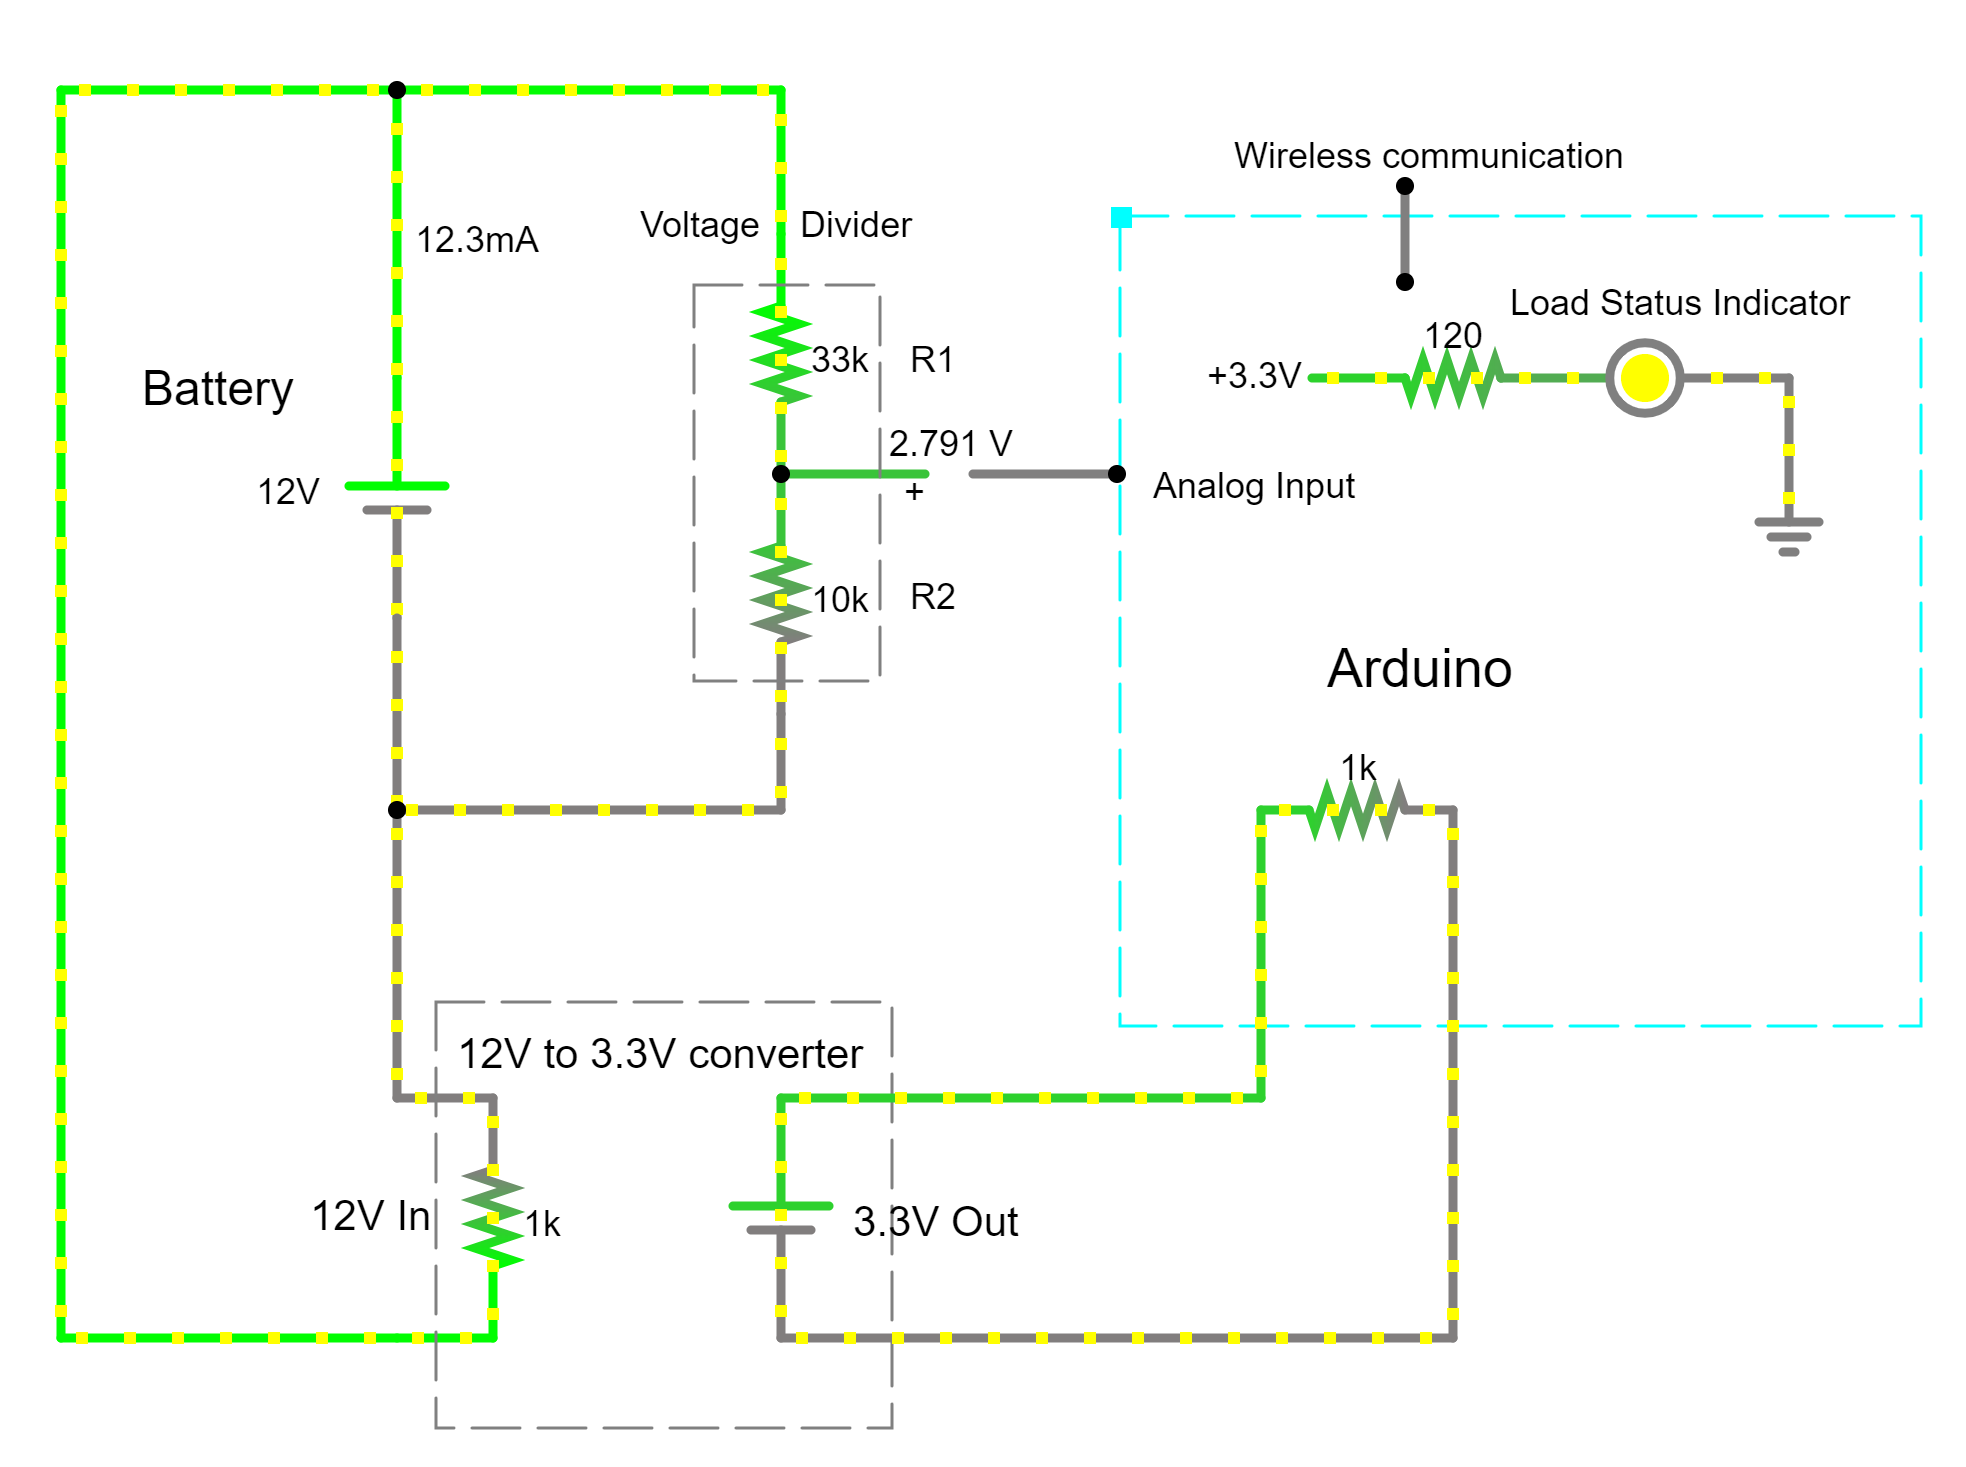 Wireless communication
Voltage Divider
12.3mA
Load Status Indicator
120
33k
R1
+3.3V
Battery
2.791 V
+
12V
Analog Input
10k
R2
Arduino
1k
12V to 3.3V converter
12V In
1k
3.3V Out